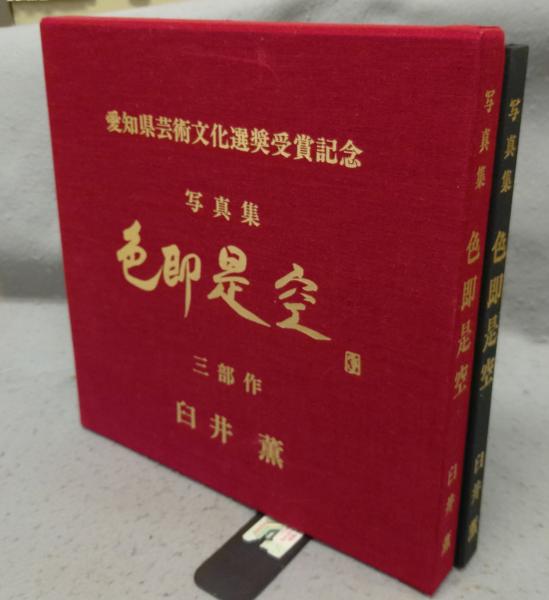 愛知県芸術文化選奨受賞記念
写真集
色即是空
三部作
臼井 薫
写真集 色即是空 臼井薫
写真集 色即是空 臼井薫